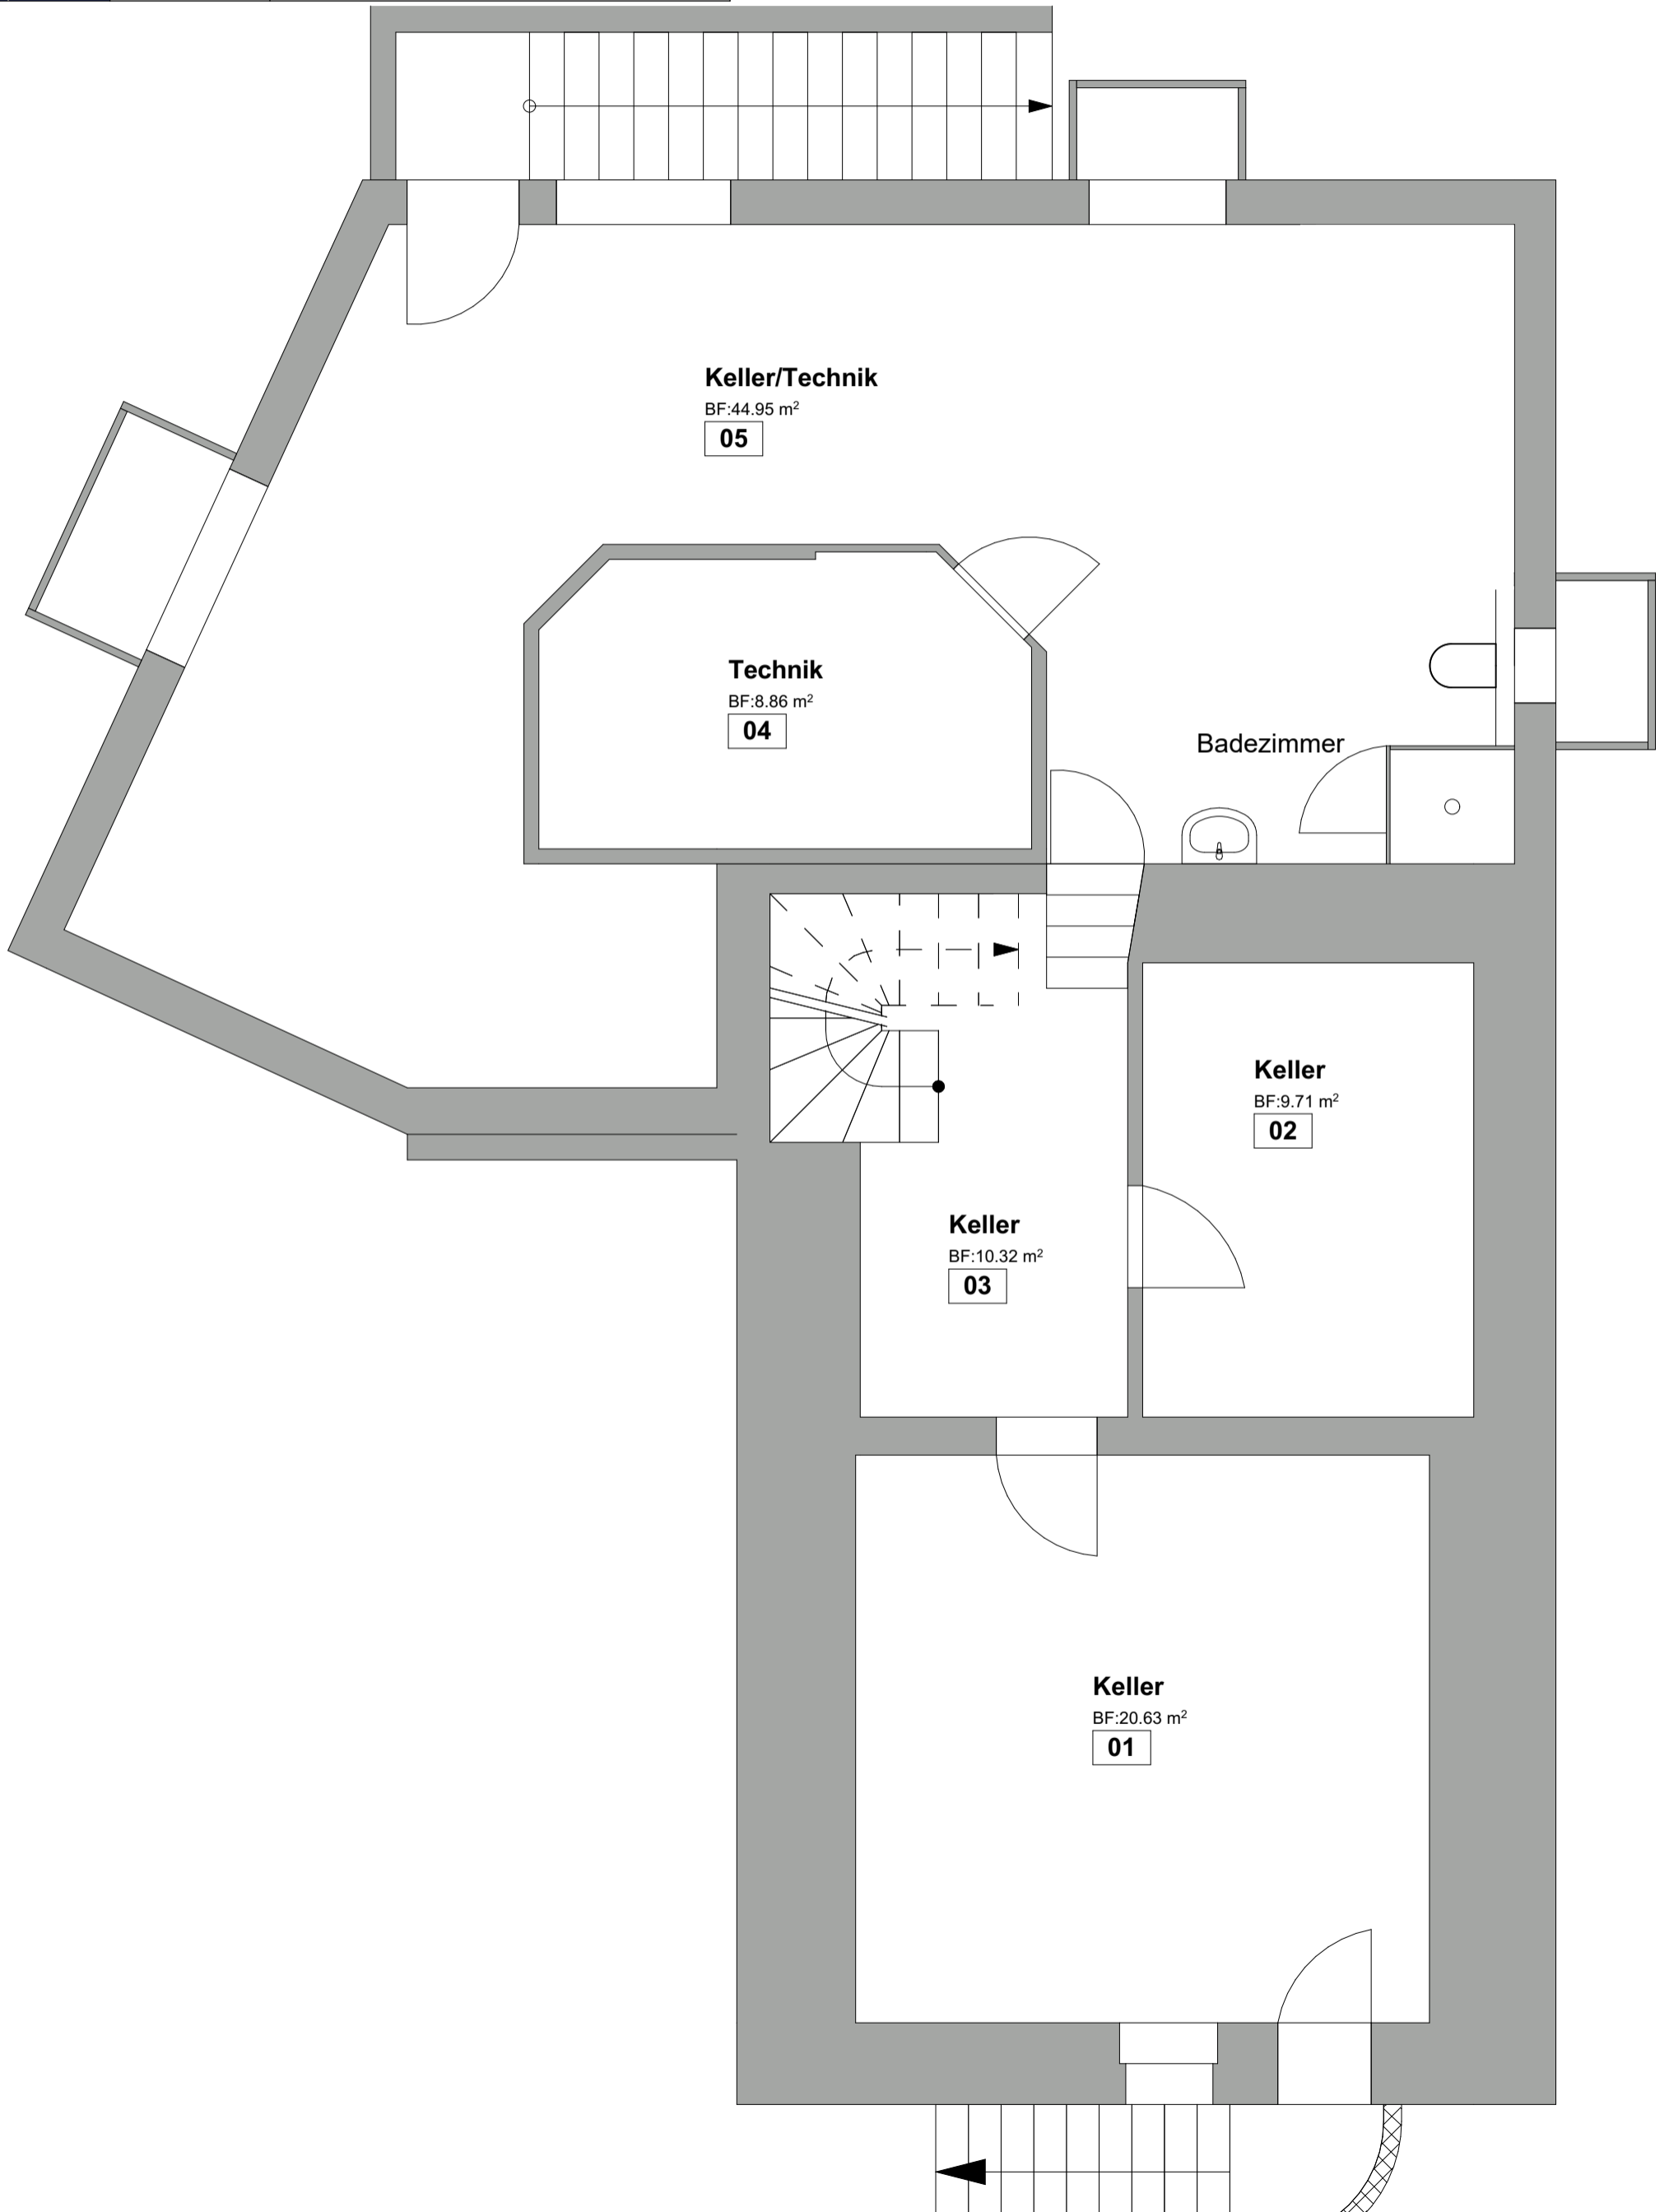 Keller/Technik
BF:44.95 m²
05
Technik
BF:8.86 m²
04
Badezimmer
Keller
BF:9.71 m²
02
Keller
BF:10.32 m²
03
Keller
BF:20.63 m²
01